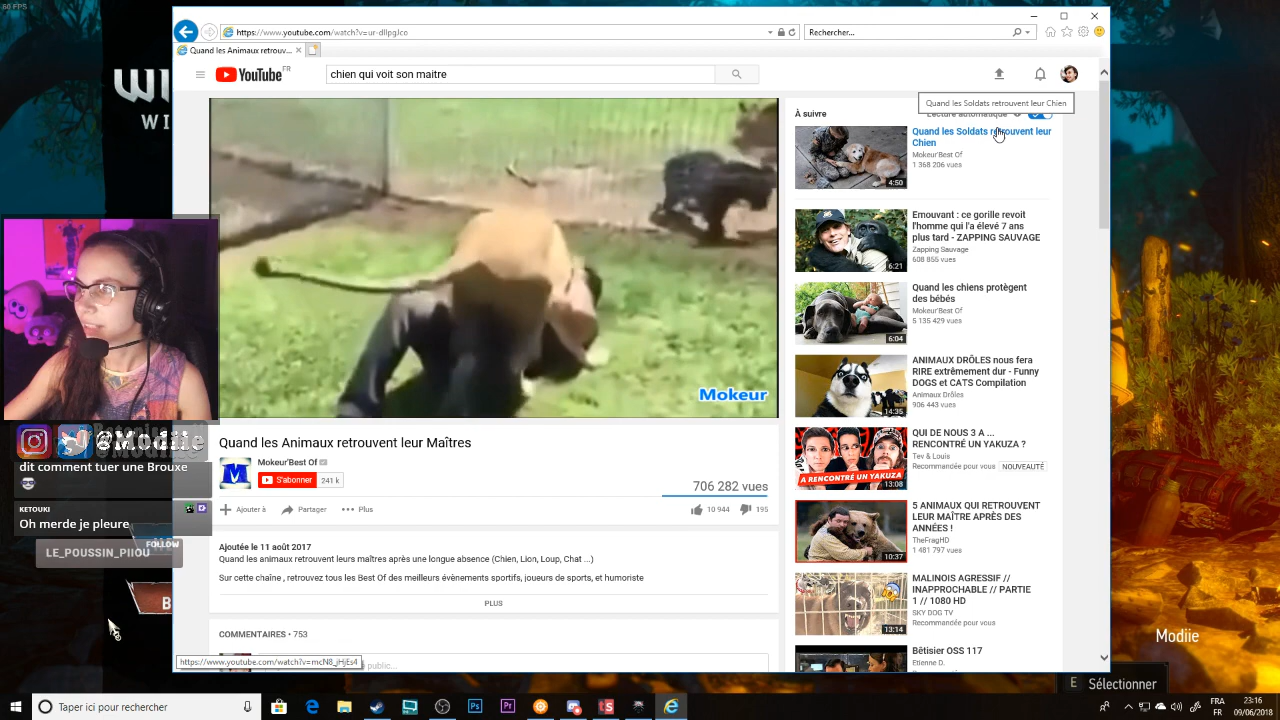 60 FPS
https://www.youtube.com/watch?v=ur-dIlpgJco
Rechercher...
Quand les Animaux retrouv...
YouTube FR
chien qui voit son maitre
Quand les Soldats retrouvent leur Chien
À suivre
Lecture automatique
Quand les Soldats retrouvent leur
Chien
Mokeur'Best Of
1 368 206 vues
4:50
Emouvant : ce gorille revoit
l'homme qui l'a élevé 7 ans
plus tard - ZAPPING SAUVAGE
Zapping Sauvage
608 855 vues
6:21
Quand les chiens protègent
des bébés
Mokeur'Best Of
5 135 429 vues
6:04
ANIMAUX DRÔLES nous fera
RIRE extrêmement dur - Funny
DOGS et CATS Compilation
Animaux Drôles
906 443 vues
14:35
QUI DE NOUS 3 A ...
RENCONTRÉ UN YAKUZA ?
Tev & Louis
Recommandée pour vous NOUVEAUTÉ
A RENCONTRÉ UN YAKUZA
13:08
5 ANIMAUX QUI RETROUVENT
LEUR MAÎTRE APRÈS DES
ANNÉES !
TheFragHD
1 481 797 vues
10:37
MALINOIS AGRESSIF //
INAPPROCHABLE // PARTIE
1 // 1080 HD
SKY DOG TV
Recommandée pour vous
13:14
Bêtisier OSS 117
Etienne D.
Mokeur
Quand les Animaux retrouvent leur Maîtres
Mokeur'Best Of
S'abonner 241 k
706 282 vues
Ajouter à Partager Plus
10 944 195
Ajoutée le 11 août 2017
Quand les animaux retrouvent leurs maîtres après une longue absence (Chien, Lion, Loup, Chat ...)
Sur cette chaîne , retrouvez tous les Best Of des meilleurs évènements sportifs, joueurs de sports, et humoriste
PLUS
COMMENTAIRES • 753
public...
https://www.youtube.com/watch?v=mcN8_jHjEs4
dit comment tuer une Brouxe
KETOUKI
Oh merde je pleure
FOLLOW
LE_POUSSIN_PIIOU
Modiie
E Sélectionner
Taper ici pour rechercher
FRA
FR
23:16
09/06/2018